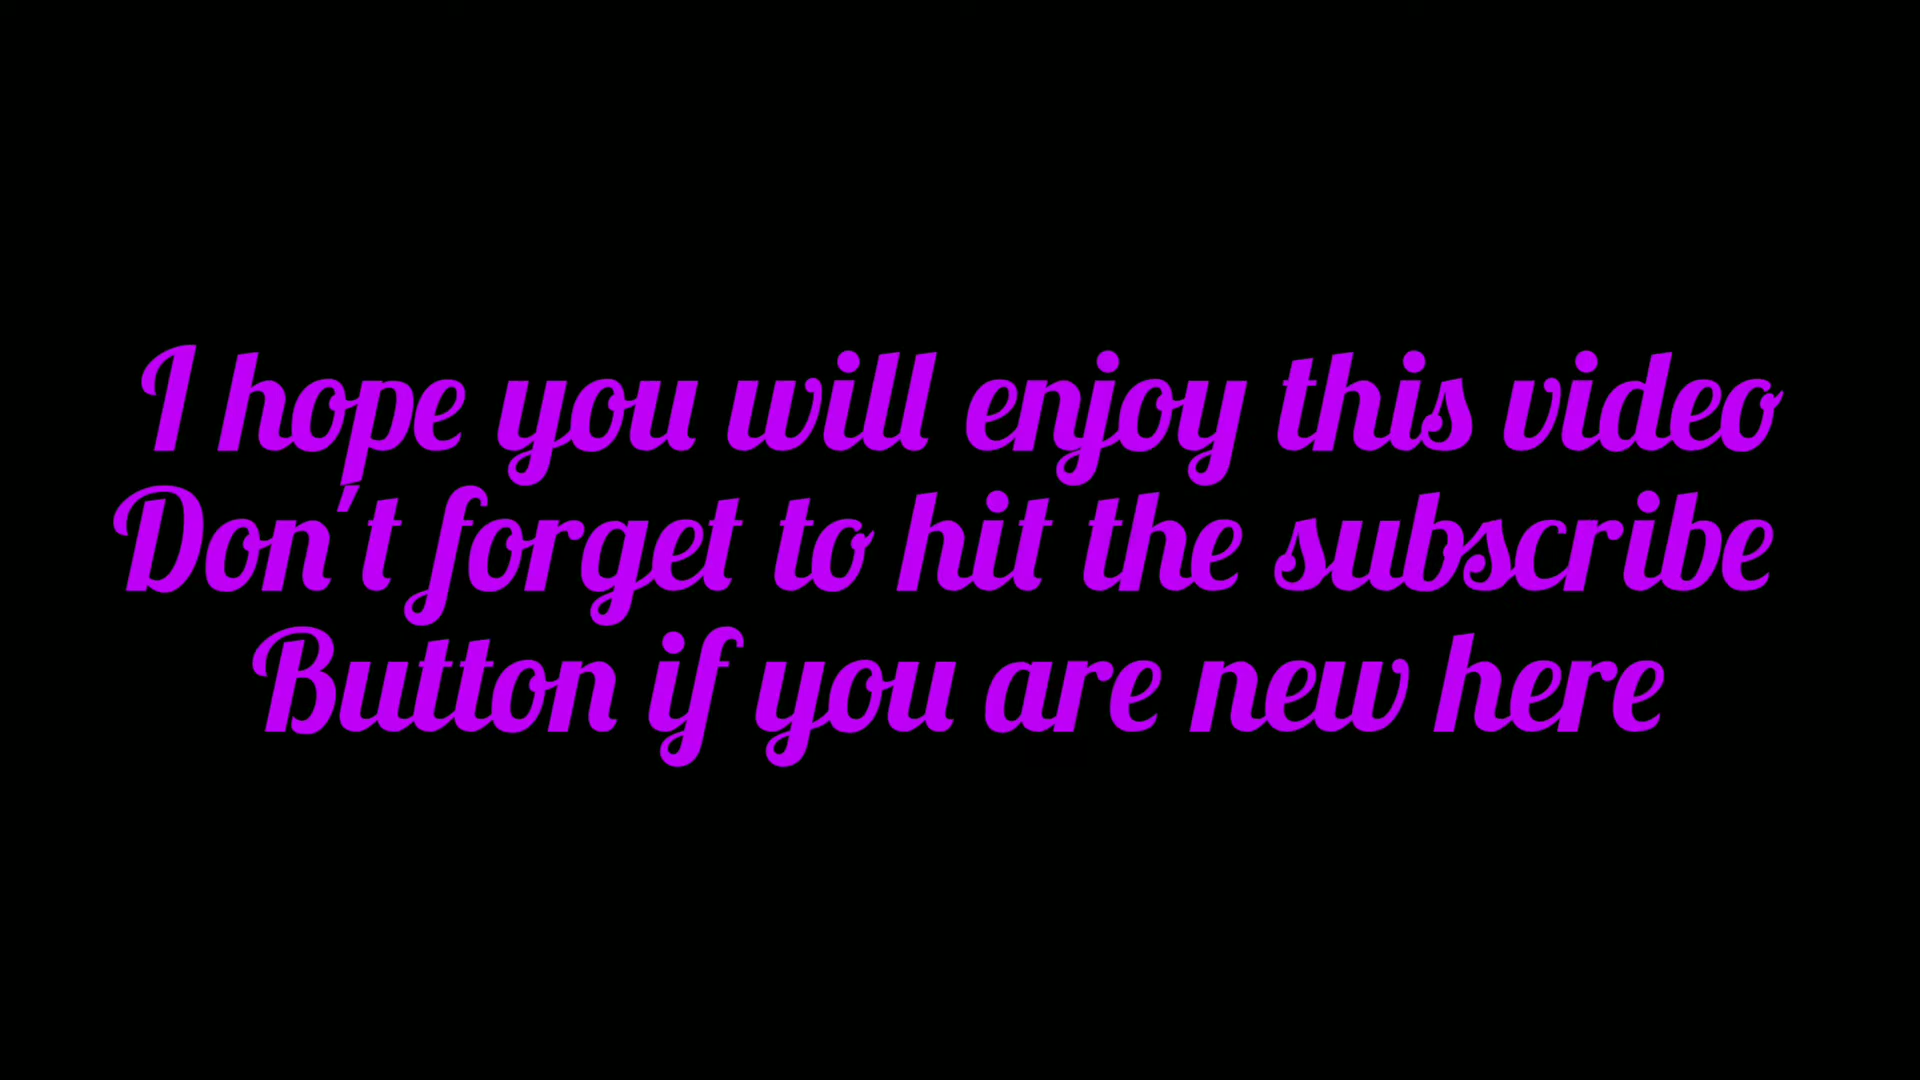 I hope you will enjoy this video
Don't forget to hit the subscribe
Button if you are new here